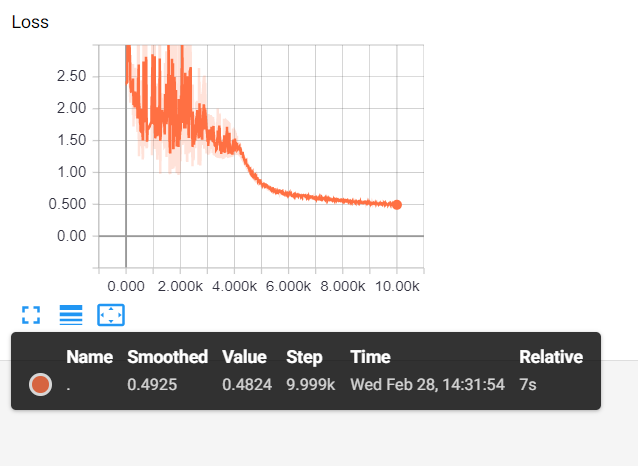 Loss
2.50
2.00
1.50
1.00
0.500
0.00
0.000 2.000k 4.000k 6.000k 8.000k 10.00k
Name Smoothed Value Step Time Relative
. 0.4925 0.4824 9.999k Wed Feb 28, 14:31:54 7s